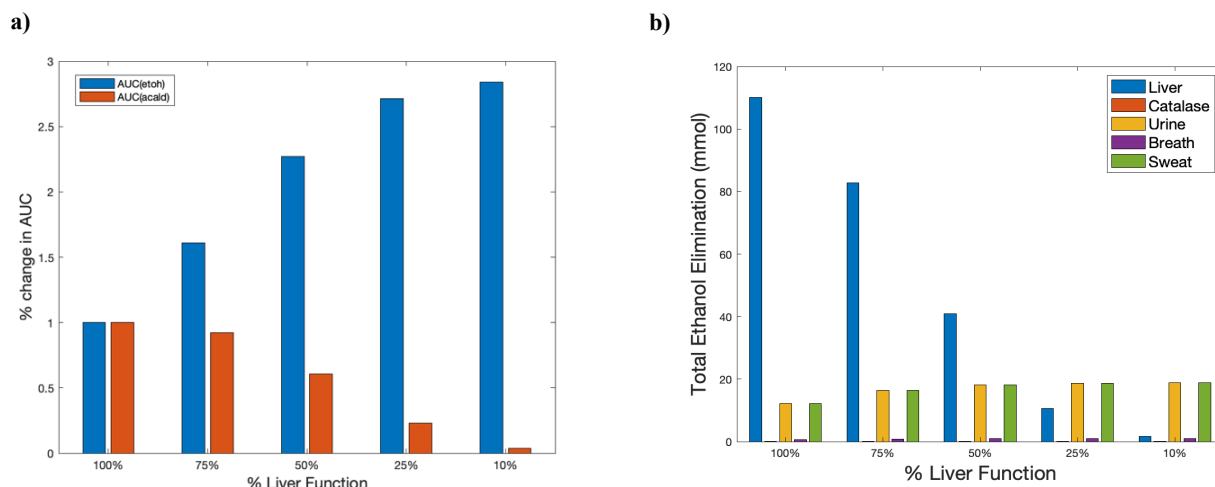 a)
3
2.5
2
1.5
1
0.5
0
% change in AUC
AUC(etoh)
AUC(acald)
100%
75%
50%
25%
10%
% Liver Function
b)
120
100
80
60
40
20
0
Total Ethanol Elimination (mmol)
Liver
Catalase
Urine
Breath
Sweat
100%
75%
50%
25%
10%
% Liver Function